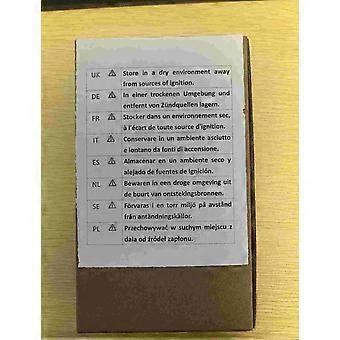 UK ⚠ Store in a dry environment away
from sources of ignition.
DE ⚠ In einer trockenen Umgebung und
entfernt von Zündquellen lagern.
FR ⚠ Stocker dans un environnement sec,
à l'écart de toute source d'ignition.
IT ⚠ Conservare in un ambiente asciutto
e lontano da fonti di accensione.
ES ⚠ Almacenar en un ambiente seco y
alejado de fuentes de ignición.
NL ⚠ Bewaren in een droge omgeving uit
de buurt van ontstekingsbronnen.
SE ⚠ Förvaras i en torr miljö på avstånd
från antändningskällor.
PL ⚠ Przechowywać w suchym miejscu z
dala od źródeł zapłonu.